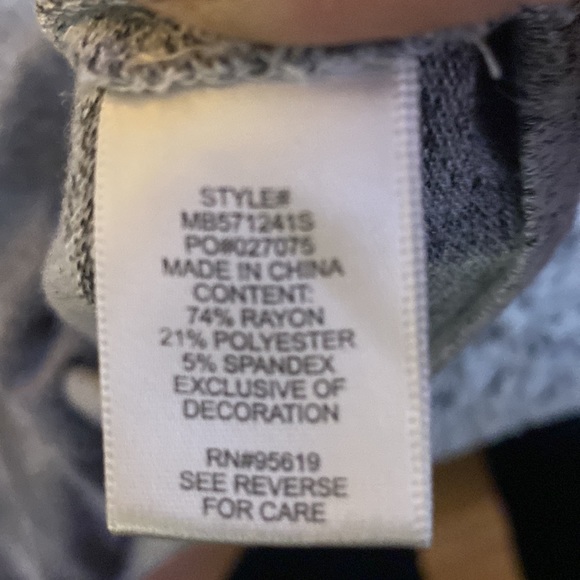 STYLE#
MB571241S
PO#027075
MADE IN CHINA
CONTENT:
74% RAYON
21% POLYESTER
5% SPANDEX
EXCLUSIVE OF
DECORATION
RN#95619
SEE REVERSE
FOR CARE